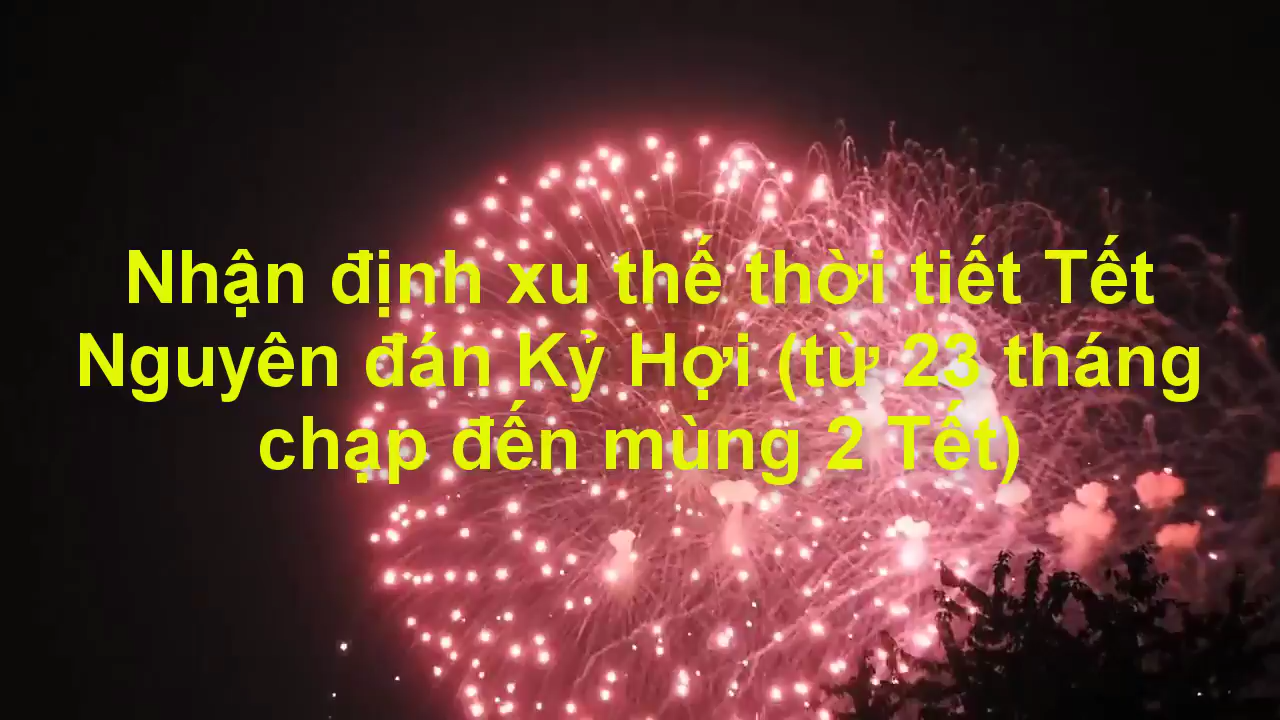 Nhận định xu thế thời tiết Tết
Nguyên đán Kỷ Hợi (từ 23 tháng
chạp đến mùng 2 Tết)